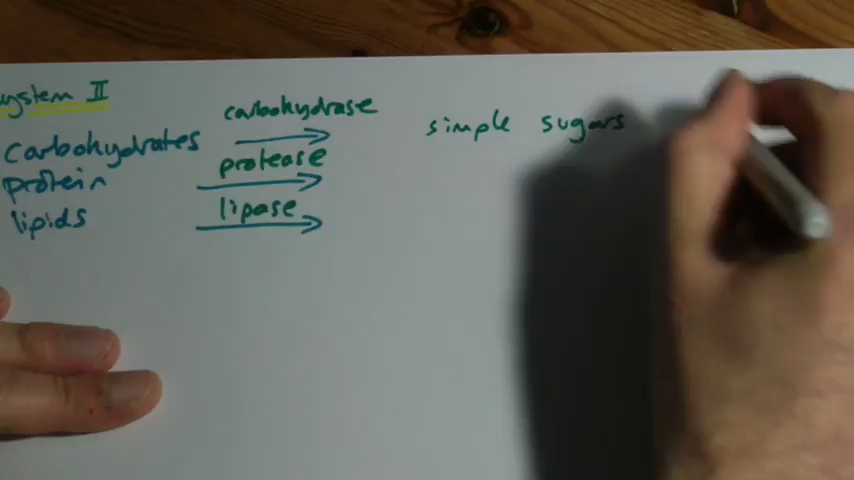 ystem II
carbohydrates carbohydrase simple sugars
protein protease
lipids lipase